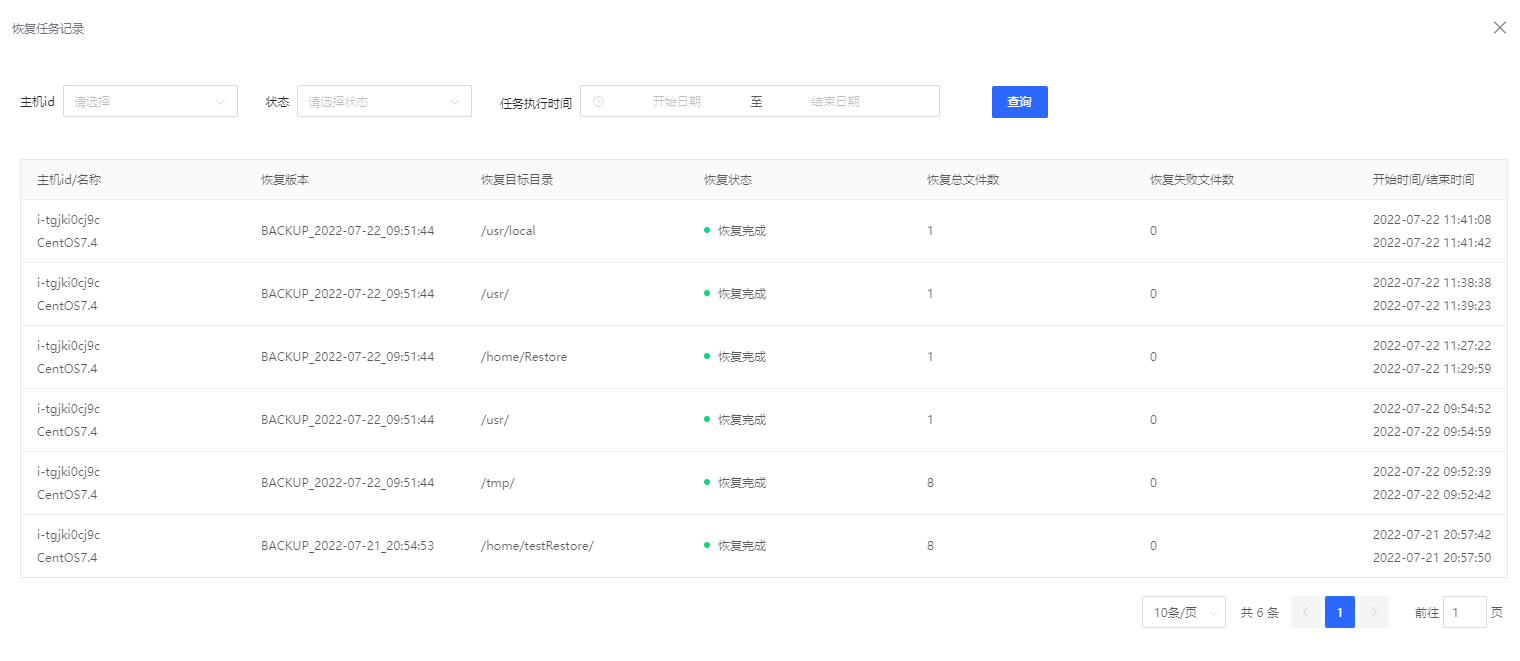 恢复任务记录
主机id 请选择 状态 请选择状态 任务执行时间 开始日期 至 结束日期 查询
主机id/名称 恢复版本 恢复目标目录 恢复状态 恢复总文件数 恢复失败文件数 开始时间/结束时间
i-tgjki0cj9c 2022-07-22 11:41:08
BACKUP_2022-07-22_09:51:44 /usr/local 恢复完成 1 0
CentOS7.4 2022-07-22 11:41:42
i-tgjki0cj9c 2022-07-22 11:38:38
BACKUP_2022-07-22_09:51:44 /usr/ 恢复完成 1 0
CentOS7.4 2022-07-22 11:39:23
i-tgjki0cj9c 2022-07-22 11:27:22
BACKUP_2022-07-22_09:51:44 /home/Restore 恢复完成 1 0
CentOS7.4 2022-07-22 11:29:59
i-tgjki0cj9c 2022-07-22 09:54:52
BACKUP_2022-07-22_09:51:44 /usr/ 恢复完成 1 0
CentOS7.4 2022-07-22 09:54:59
i-tgjki0cj9c 2022-07-22 09:52:39
BACKUP_2022-07-22_09:51:44 /tmp/ 恢复完成 8 0
CentOS7.4 2022-07-22 09:52:42
i-tgjki0cj9c 2022-07-21 20:57:42
BACKUP_2022-07-21_20:54:53 /home/testRestore/ 恢复完成 8 0
CentOS7.4 2022-07-21 20:57:50
10条/页 共 6 条 1 前往 1 页